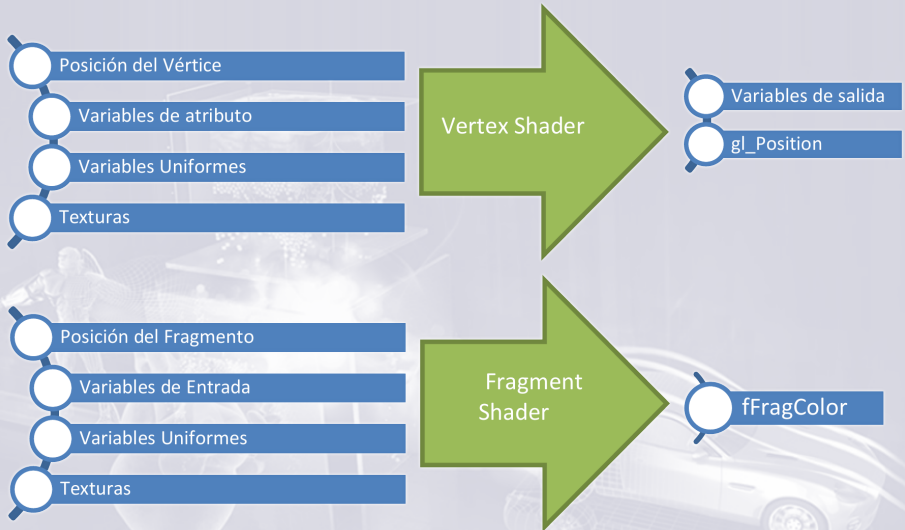 Posición del Vértice
Variables de atributo
Variables Uniformes
Texturas
Vertex Shader
Variables de salida
gl_Position
Posición del Fragmento
Variables de Entrada
Variables Uniformes
Texturas
Fragment
Shader
fFragColor